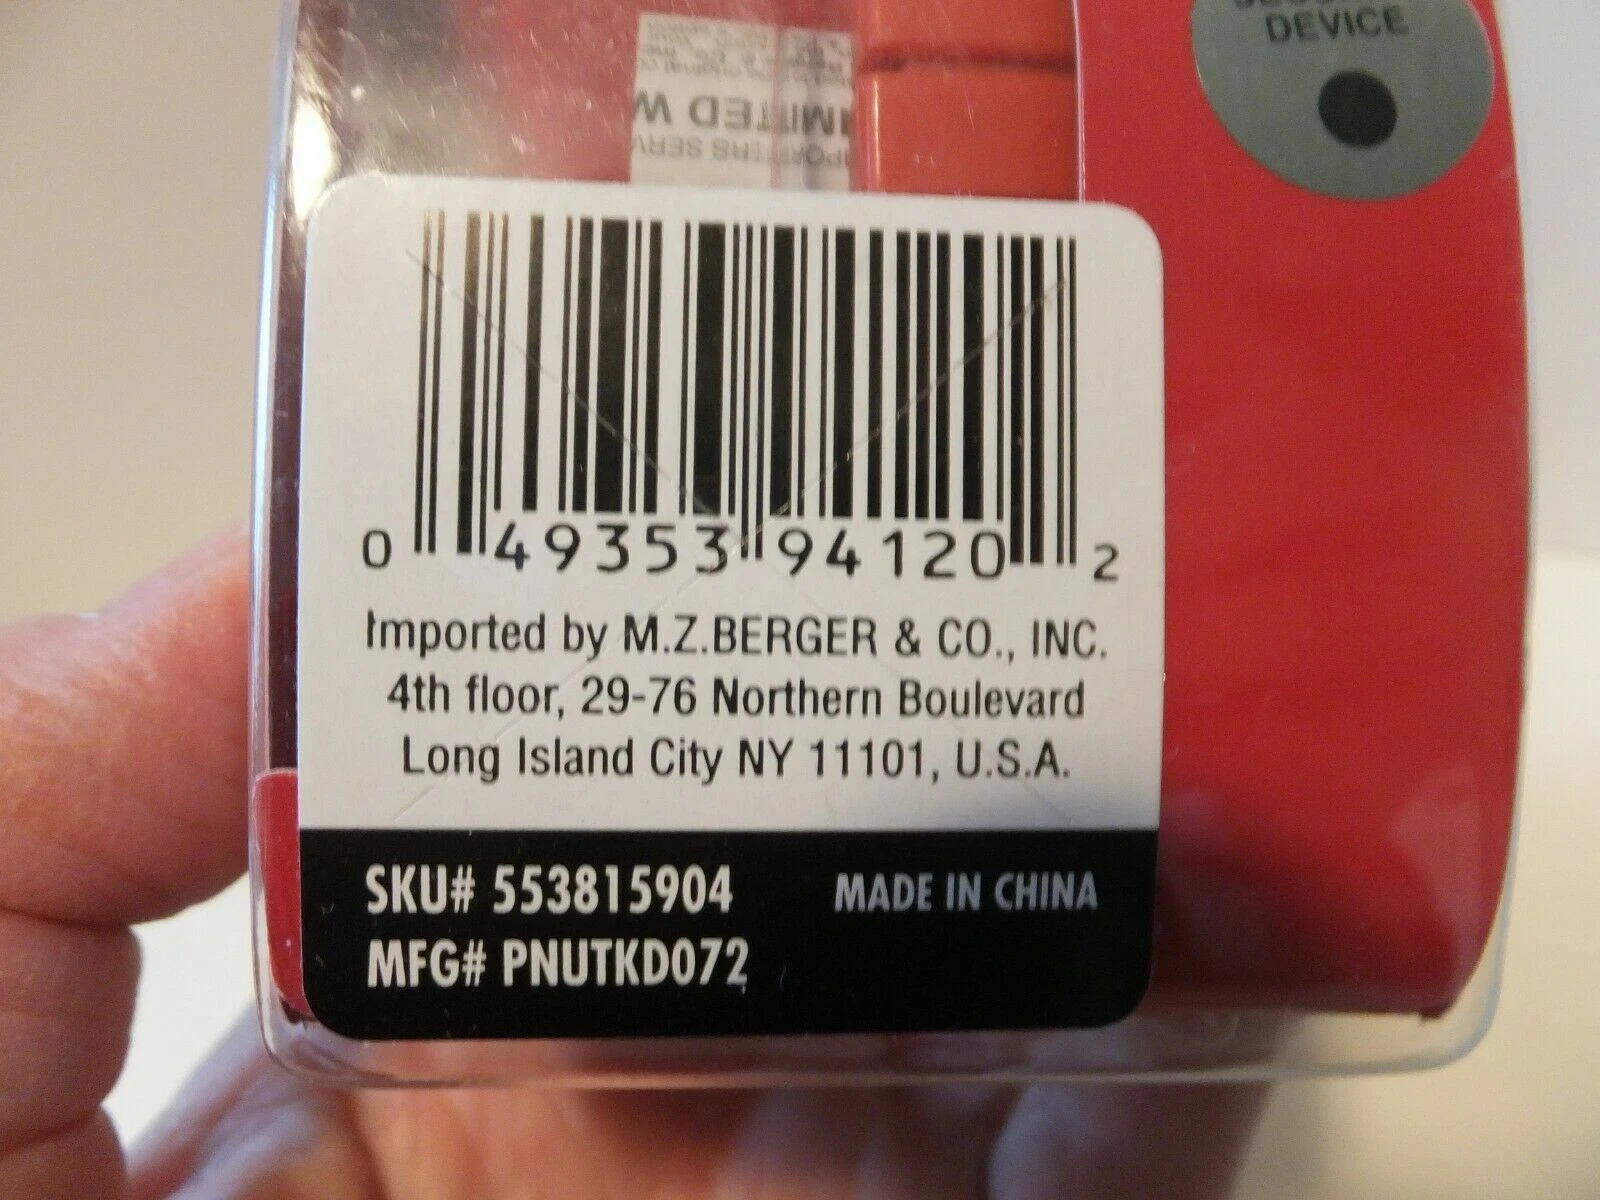 DEVICE
LIMITED W
0 49353 94120 2
Imported by M.Z.BERGER & CO., INC.
4th floor, 29-76 Northern Boulevard
Long Island City NY 11101, U.S.A.
SKU# 553815904 MADE IN CHINA
MFG# PNUTKD072